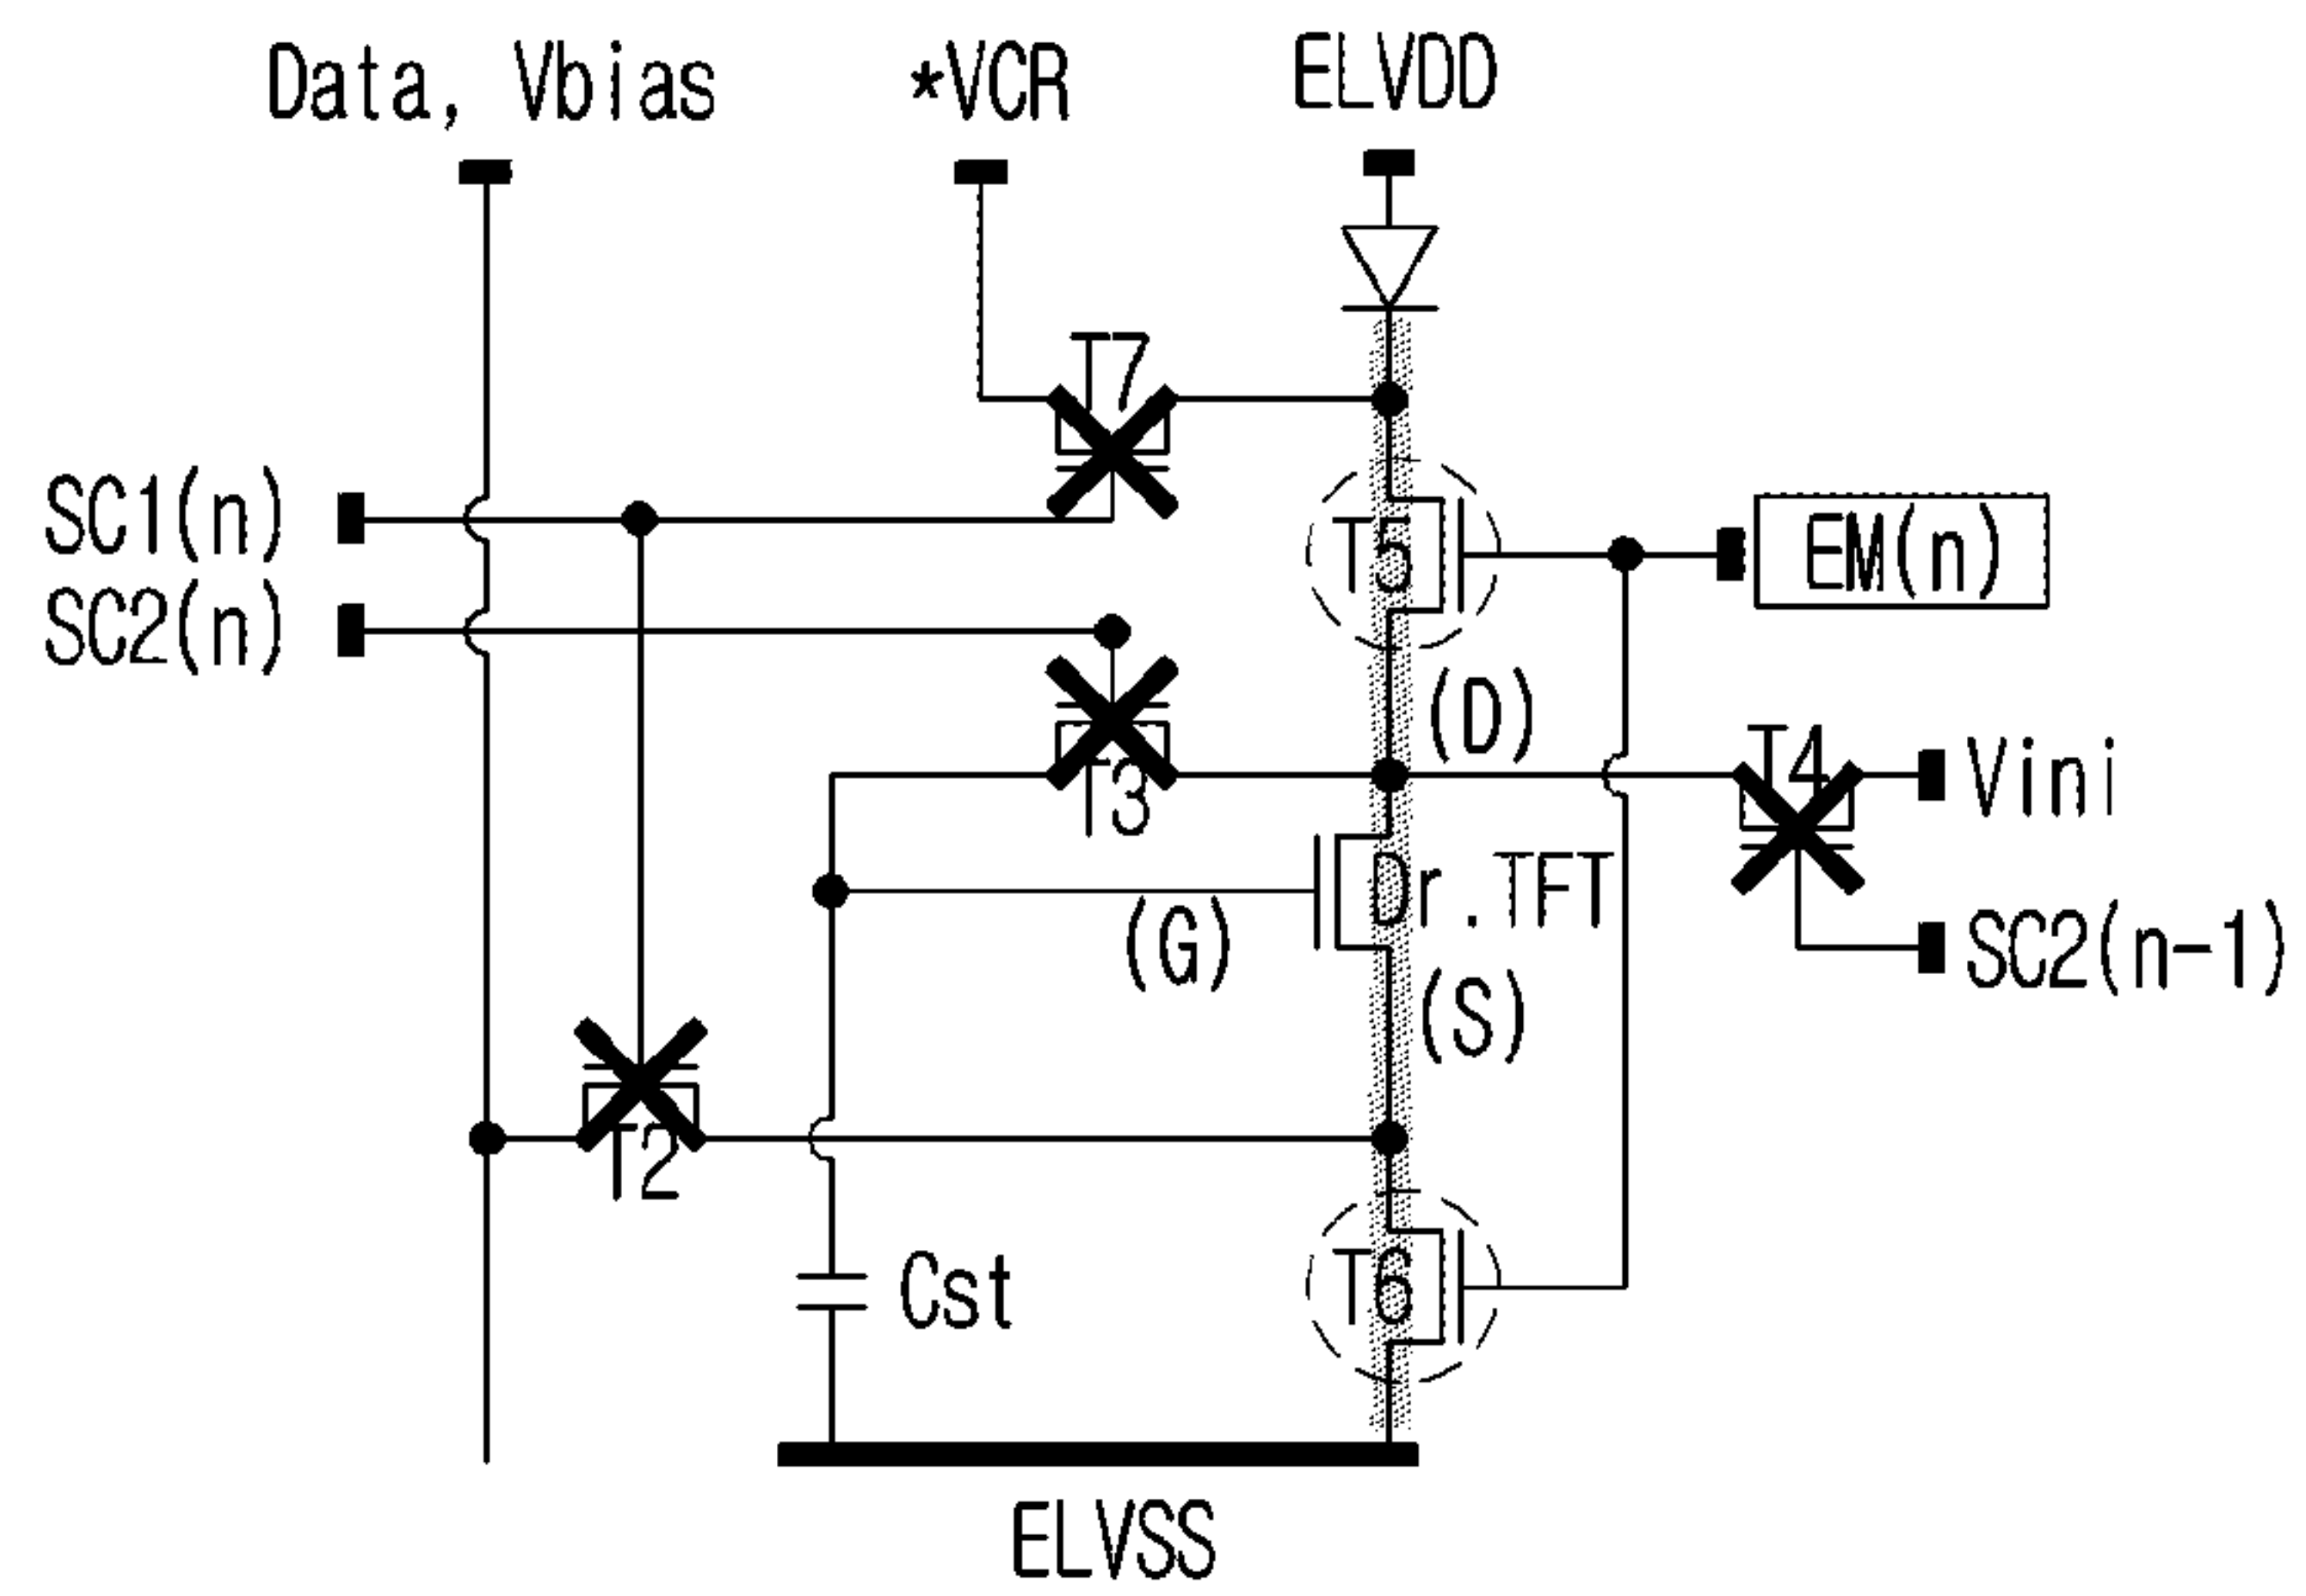 Data, Vbias
*VCR
ELVDD
T7
SC1(n)
T5
EM(n)
SC2(n)
(D)
T3
T4
Vini
Dr.TFT
(G)
SC2(n-1)
(S)
T2
Cst
T6
ELVSS